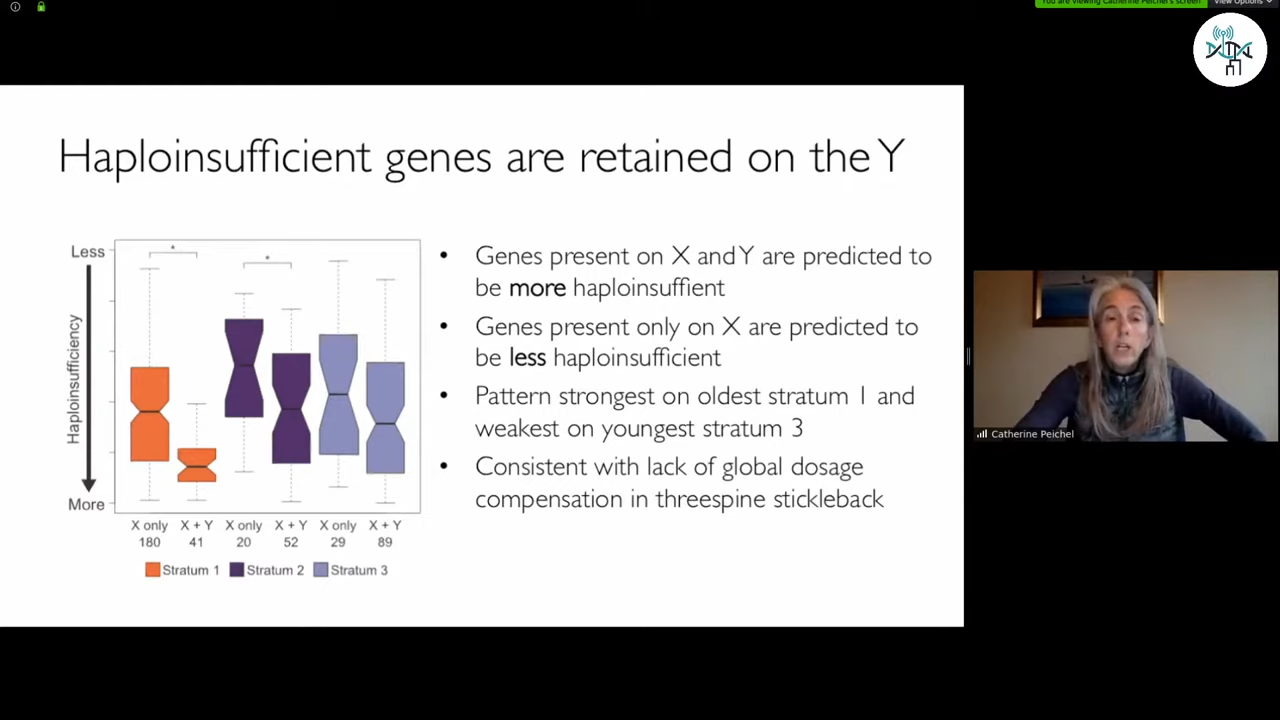 You are viewing Catherine Peichel's screen
View Options
Haploinsufficient genes are retained on the Y
Less
Haploinsufficiency
More
*
*
X only X + Y X only X + Y X only X + Y
180 41 20 52 29 89
Stratum 1 Stratum 2 Stratum 3
• Genes present on X and Y are predicted to
be more haploinsuffient
• Genes present only on X are predicted to
be less haploinsufficient
• Pattern strongest on oldest stratum 1 and
weakest on youngest stratum 3
• Consistent with lack of global dosage
compensation in threespine stickleback
Catherine Peichel